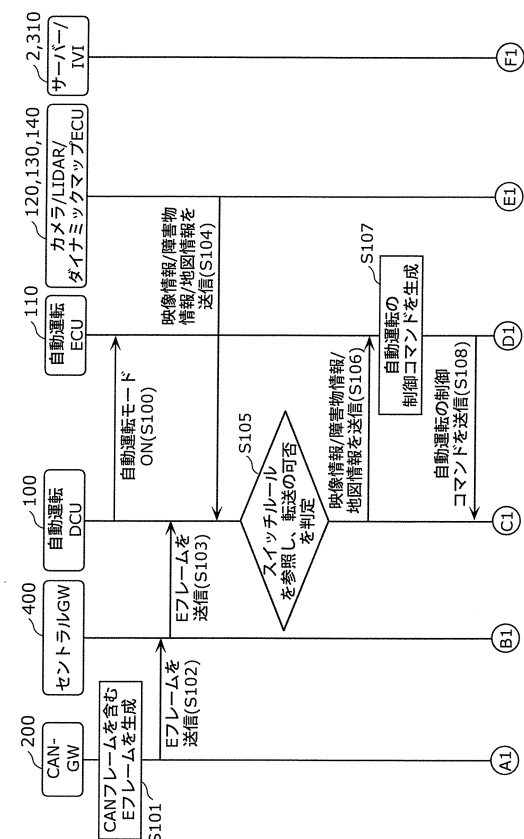 200
CAN-
GW
400
セントラルGW
100
自動運転
DCU
110
自動運転
ECU
120,130,140
カメラ/LIDAR/
ダイナミックマップECU
2,310
サーバー/
IVI
自動運転モード
ON(S100)
CANフレームを含む
Eフレームを生成
S101
Eフレームを
送信(S102)
Eフレームを
送信(S103)
映像情報/障害物
情報/地図情報を
送信(S104)
S105
スイッチルール
を参照し、転送の可否
を判定
映像情報/障害物情報/
地図情報を送信(S106)
S107
自動運転の
制御コマンドを生成
自動運転の制御
コマンドを送信(S108)
A1
B1
C1
D1
E1
F1